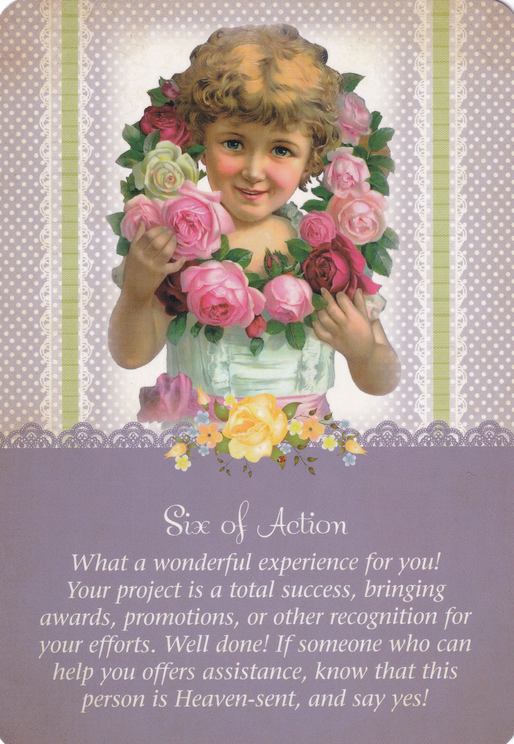 Six of Action
What a wonderful experience for you!
Your project is a total success, bringing
awards, promotions, or other recognition for
your efforts. Well done! If someone who can
help you offers assistance, know that this
person is Heaven-sent, and say yes!